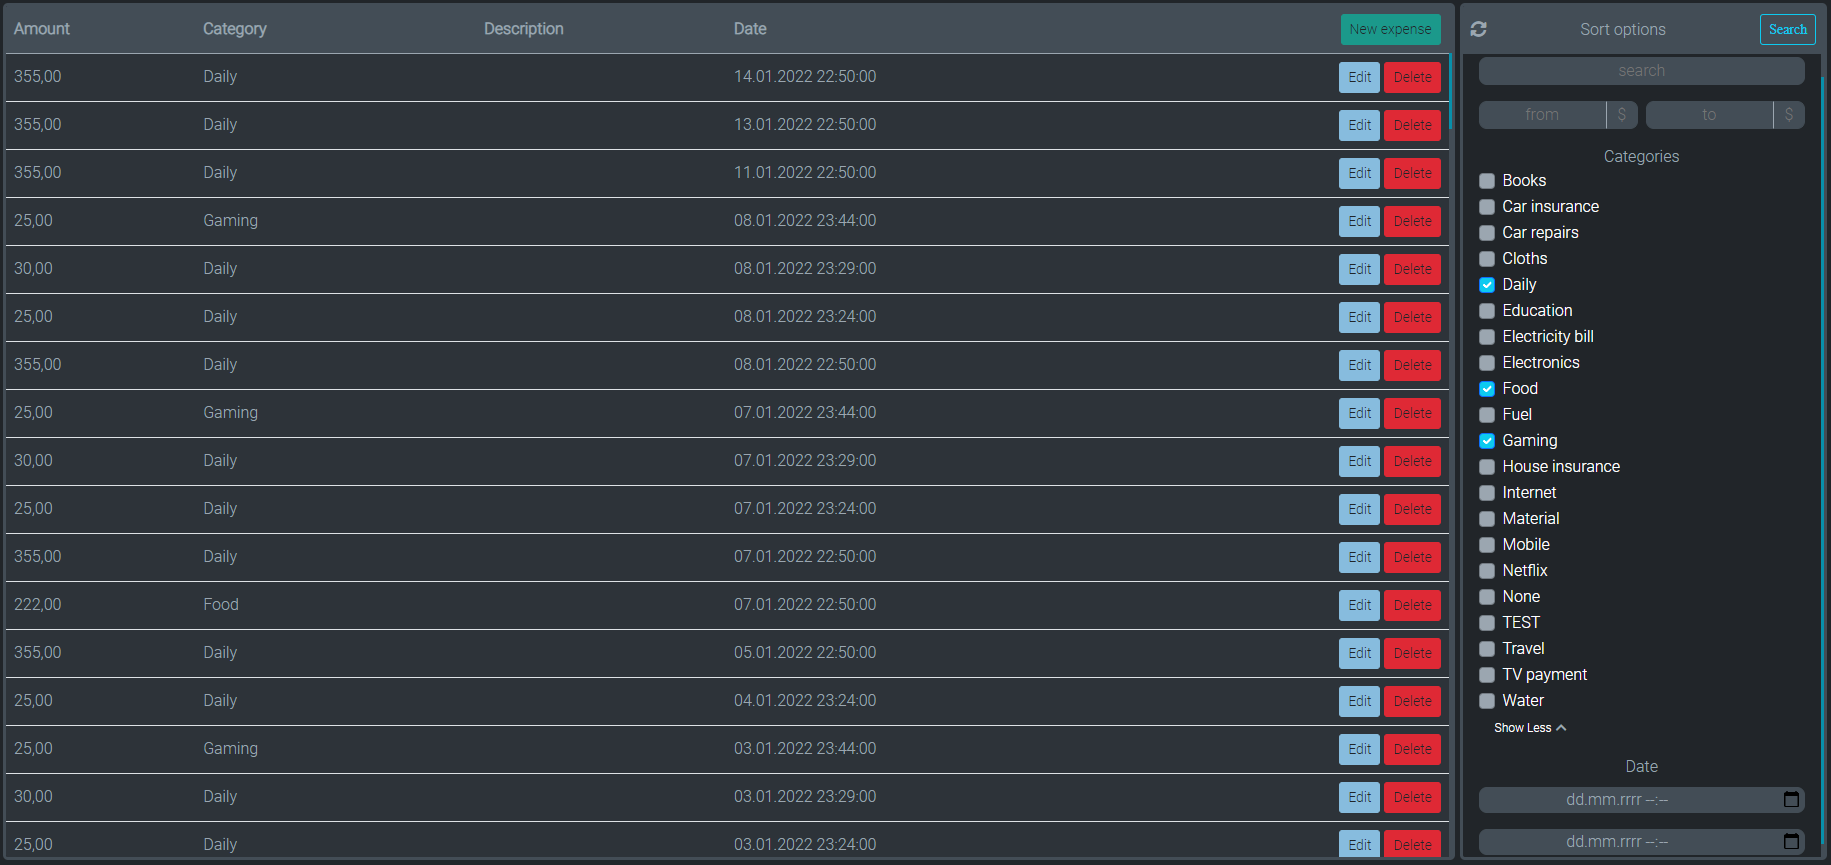 Amount Category Description Date New expense
355,00 Daily 14.01.2022 22:50:00 Edit Delete
355,00 Daily 13.01.2022 22:50:00 Edit Delete
355,00 Daily 11.01.2022 22:50:00 Edit Delete
25,00 Gaming 08.01.2022 23:44:00 Edit Delete
30,00 Daily 08.01.2022 23:29:00 Edit Delete
25,00 Daily 08.01.2022 23:24:00 Edit Delete
355,00 Daily 08.01.2022 22:50:00 Edit Delete
25,00 Gaming 07.01.2022 23:44:00 Edit Delete
30,00 Daily 07.01.2022 23:29:00 Edit Delete
25,00 Daily 07.01.2022 23:24:00 Edit Delete
355,00 Daily 07.01.2022 22:50:00 Edit Delete
222,00 Food 07.01.2022 22:50:00 Edit Delete
355,00 Daily 05.01.2022 22:50:00 Edit Delete
25,00 Daily 04.01.2022 23:24:00 Edit Delete
25,00 Gaming 03.01.2022 23:44:00 Edit Delete
30,00 Daily 03.01.2022 23:29:00 Edit Delete
25,00 Daily 03.01.2022 23:24:00 Edit Delete
Sort options Search
search
from $ to $
Categories
Books
Car insurance
Car repairs
Cloths
Daily
Education
Electricity bill
Electronics
Food
Fuel
Gaming
House insurance
Internet
Material
Mobile
Netflix
None
TEST
Travel
TV payment
Water
Show Less
Date
dd.mm.rrrr --:--
dd.mm.rrrr --:--